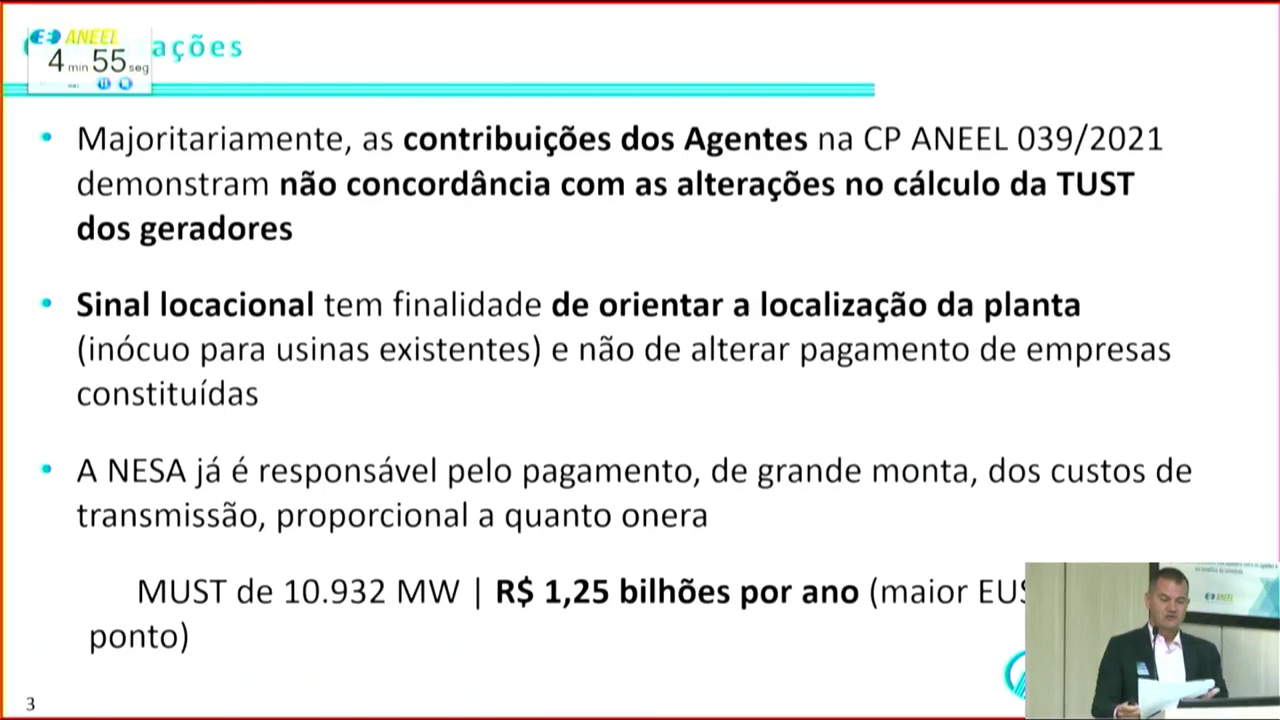 ANEEL
4 min 55 seg
ações
• Majoritariamente, as contribuições dos Agentes na CP ANEEL 039/2021
demonstram não concordância com as alterações no cálculo da TUST
dos geradores
• Sinal locacional tem finalidade de orientar a localização da planta
(inócuo para usinas existentes) e não de alterar pagamento de empresas
constituídas
• A NESA já é responsável pelo pagamento, de grande monta, dos custos de
transmissão, proporcional a quanto onera
MUST de 10.932 MW | R$ 1,25 bilhões por ano (maior EUS
ponto)
ANEEL
3